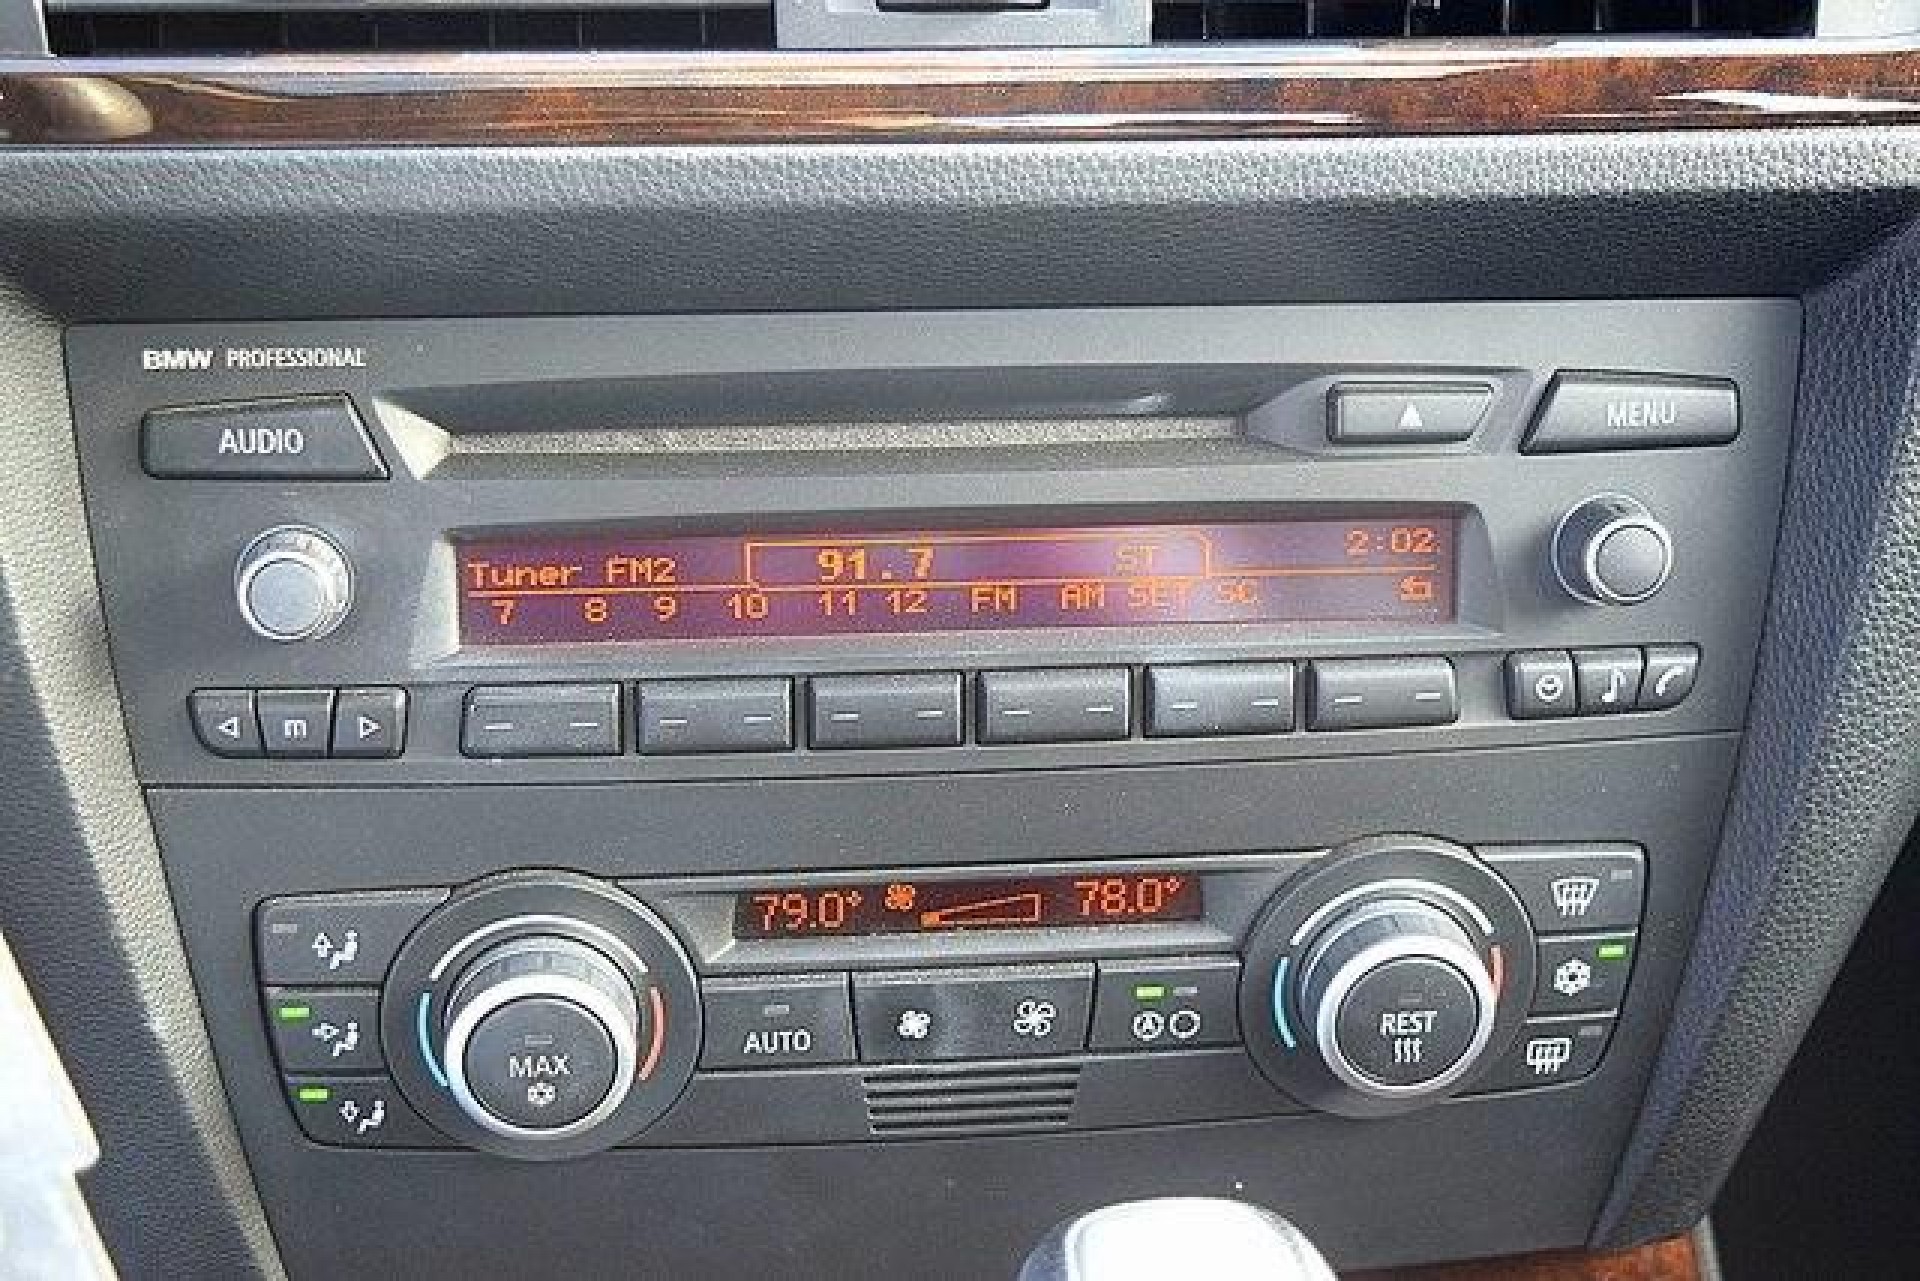 BMW PROFESSIONAL
AUDIO
MENU
Tuner FM2 91.7 ST 2:02
7 8 9 10 11 12 FM AM SET SC
m
79.0° 78.0°
AUTO
A
MAX
REST